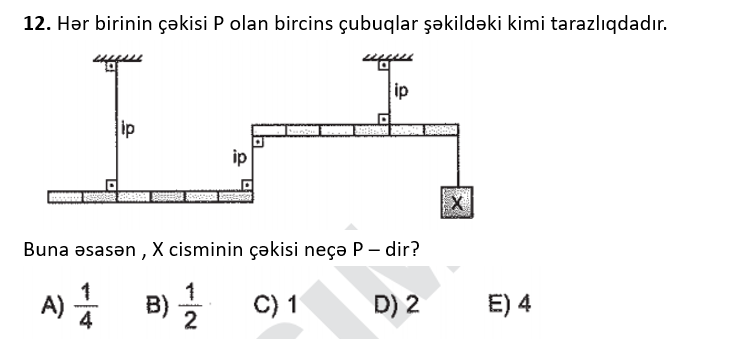 12. Hər birinin çəkisi P olan bircins çubuqlar şəkildəki kimi tarazlıqdadır.
ip
ip
ip
X
Buna əsasən , X cisminin çəkisi neçə P – dir?
A) 1/4 B) 1/2 C) 1 D) 2 E) 4